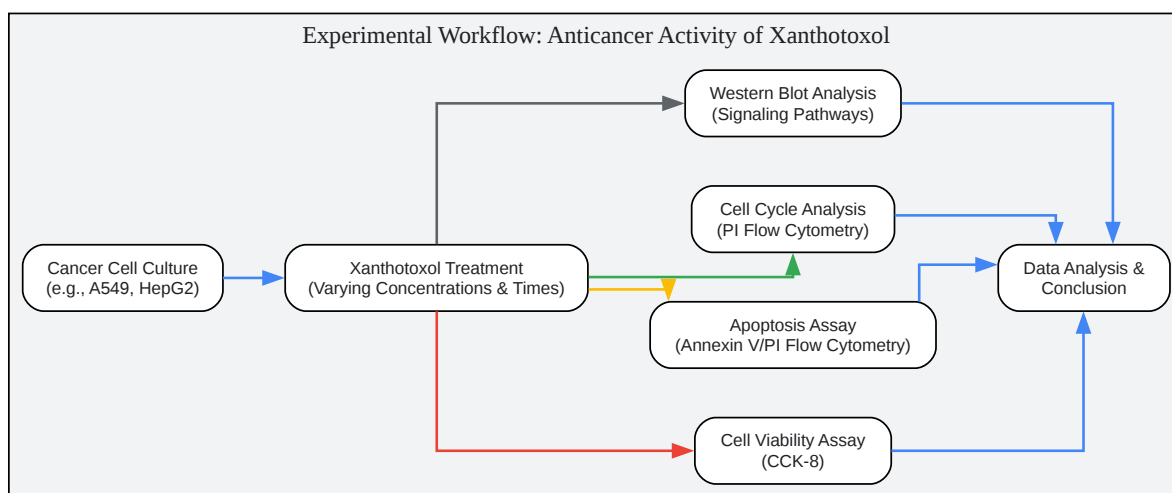 Experimental Workflow: Anticancer Activity of Xanthotoxol
Western Blot Analysis
(Signaling Pathways)
Cell Cycle Analysis
(PI Flow Cytometry)
Cancer Cell Culture
(e.g., A549, HepG2)
Xanthotoxol Treatment
(Varying Concentrations & Times)
Data Analysis &
Conclusion
Apoptosis Assay
(Annexin V/PI Flow Cytometry)
Cell Viability Assay
(CCK-8)